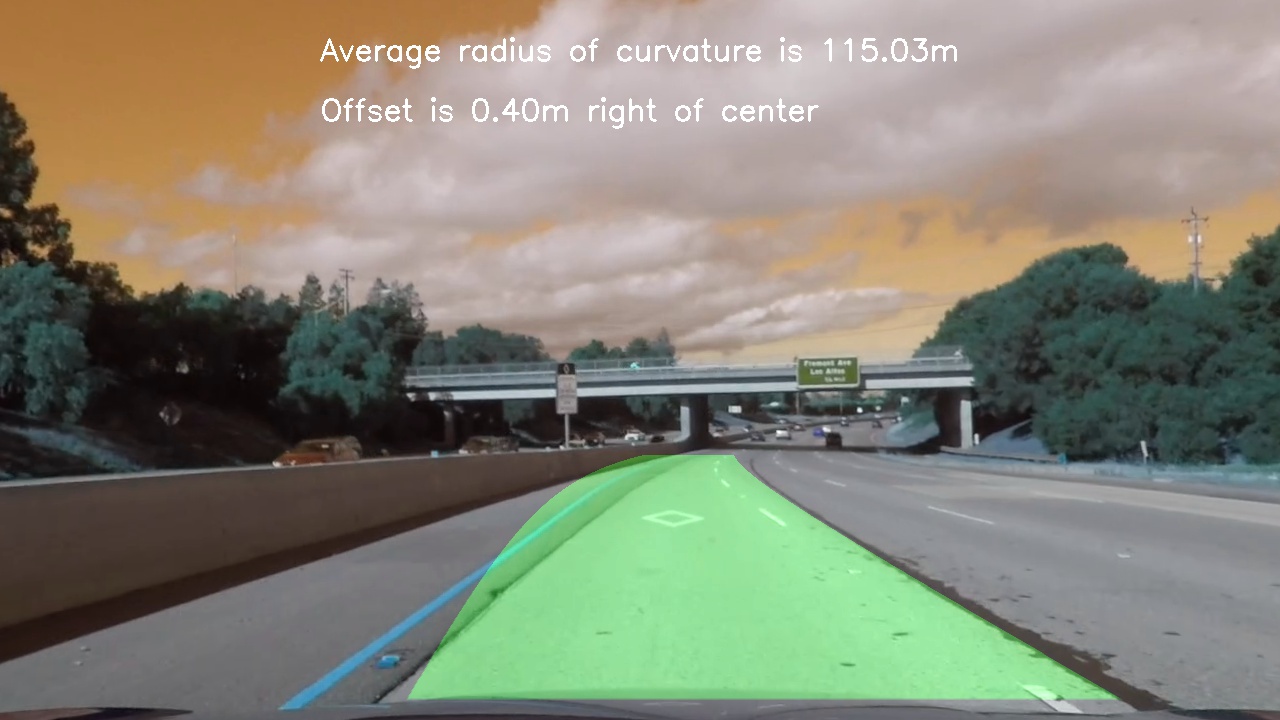 Average radius of curvature is 115.03m
Offset is 0.40m right of center
Fremont Ave
Los Altos